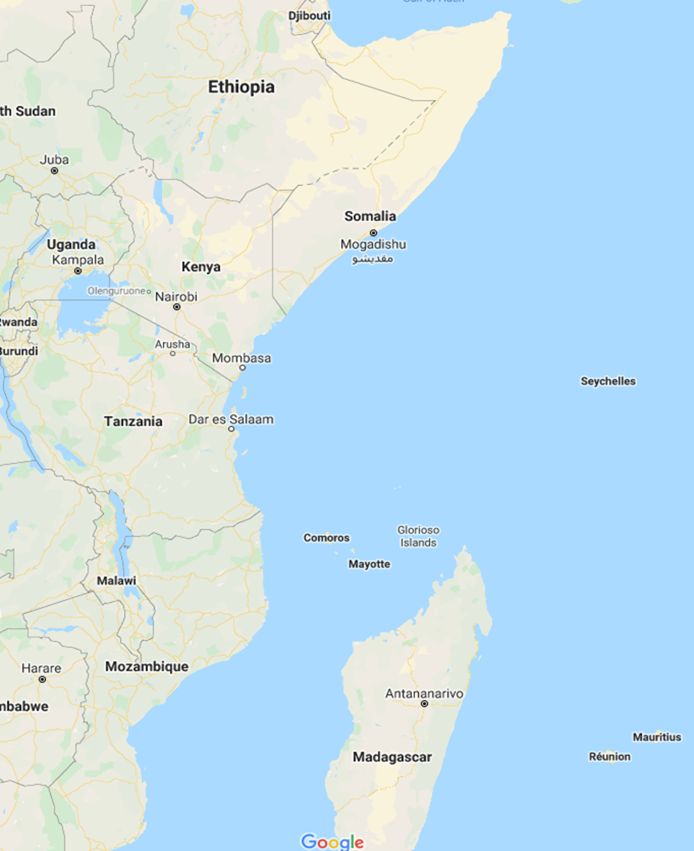 Djibouti
Ethiopia
th Sudan
Juba
Somalia
Mogadishu
مقديشو
Uganda
Kampala
Kenya
Olenguruone
Nairobi
Rwanda
Burundi
Arusha
Mombasa
Seychelles
Tanzania
Dar es Salaam
Comoros
Glorioso
Islands
Mayotte
Malawi
Mozambique
Harare
mbabwe
Antananarivo
Madagascar
Mauritius
Réunion
Google